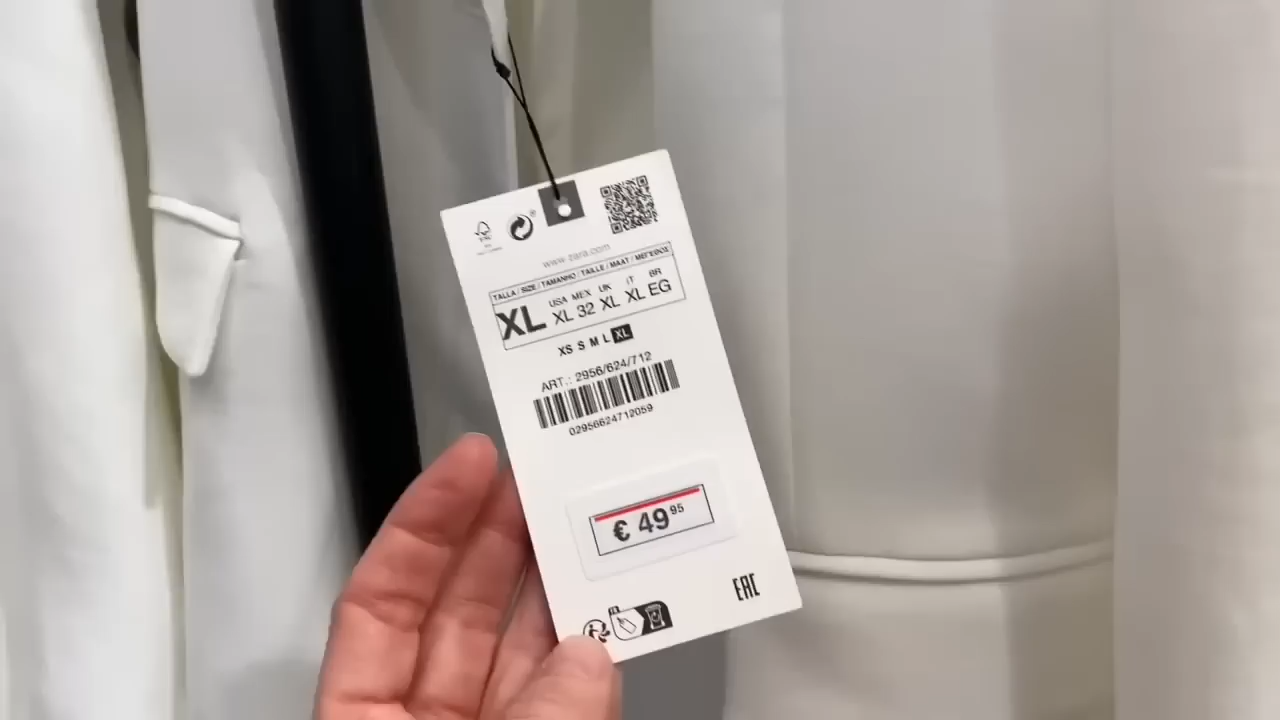 www.zara.com
TALLA / SIZE / TAMANHO / TAILLE / MAAT / ΜΕΓΕΘΟΣ
XL
USA MEX UK IT BR
XL 32 XL XL EG
XS S M L XL
ART.: 2956/624/712
02956624712059
€ 49 95
EAC